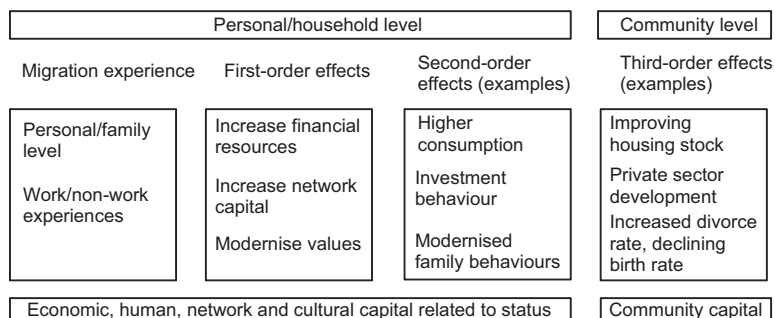 Personal/household level
Community level
Migration experience
First-order effects
Second-order
effects (examples)
Third-order effects
(examples)
Personal/family
level
Work/non-work
experiences
Increase financial
resources
Increase network
capital
Modernise values
Higher
consumption
Investment
behaviour
Modernised
family behaviours
Improving
housing stock
Private sector
development
Increased divorce
rate, declining
birth rate
Economic, human, network and cultural capital related to status
Community capital